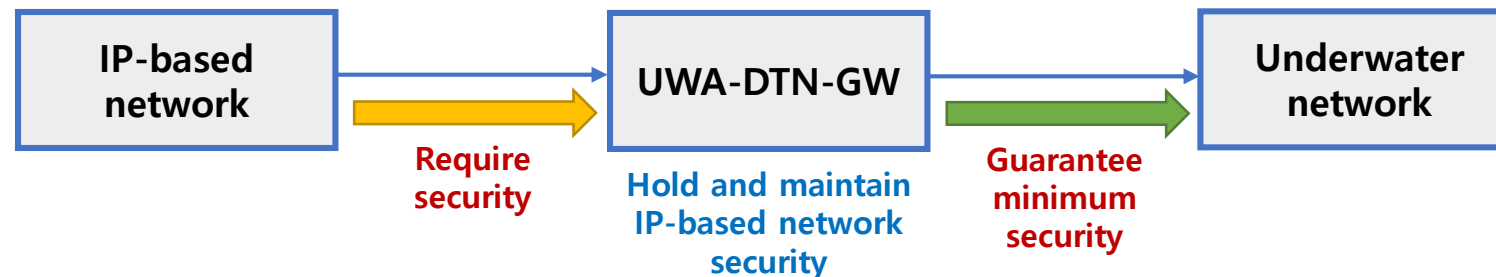 IP-based
network
UWA-DTN-GW
Underwater
network
Require
security
Hold and maintain
IP-based network
security
Guarantee
minimum
security